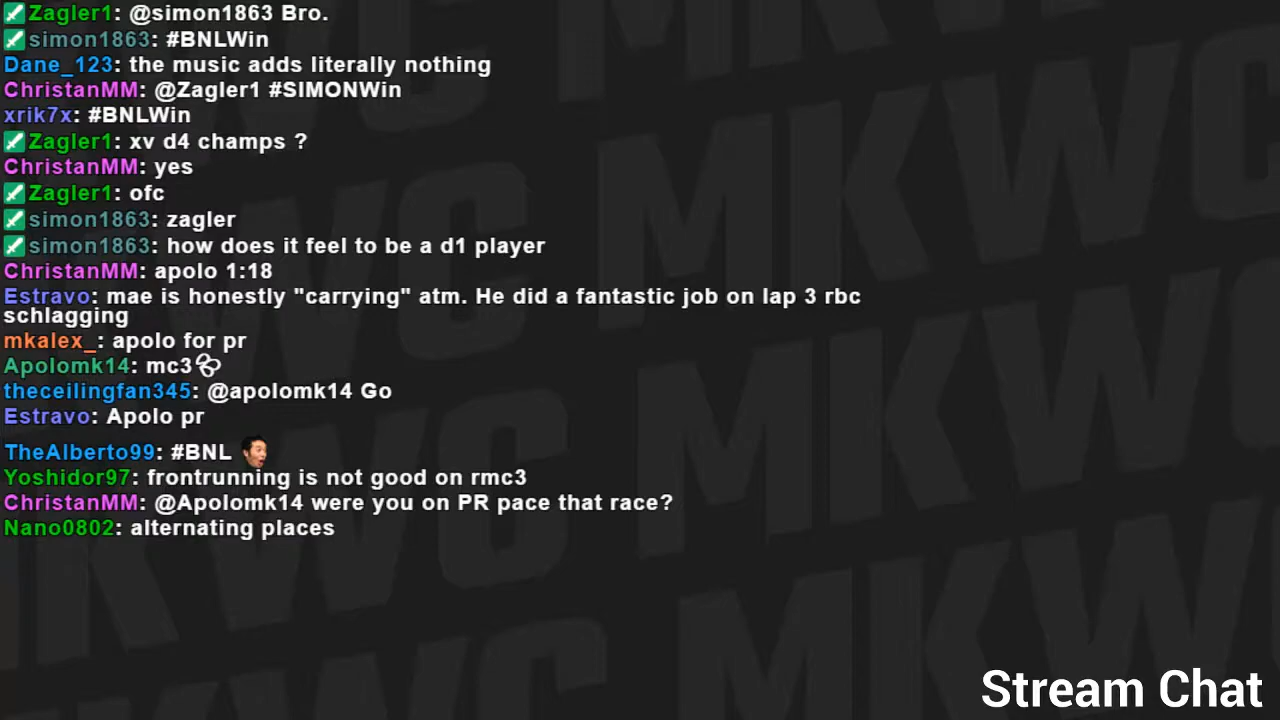 Zagler1: @simon1863 Bro.
simon1863: #BNLWin
Dane_123: the music adds literally nothing
ChristanMM: @Zagler1 #SIMONWin
xrik7x: #BNLWin
Zagler1: xv d4 champs ?
ChristanMM: yes
Zagler1: ofc
simon1863: zagler
simon1863: how does it feel to be a d1 player
ChristanMM: apolo 1:18
Estravo: mae is honestly "carrying" atm. He did a fantastic job on lap 3 rbc
schlagging
mkalex_: apolo for pr
Apolomk14: mc3
theceilingfan345: @apolomk14 Go
Estravo: Apolo pr
TheAlberto99: #BNL
Yoshidor97: frontrunning is not good on rmc3
ChristanMM: @Apolomk14 were you on PR pace that race?
Nano0802: alternating places
MKWC MKWC MKWC
Stream Chat